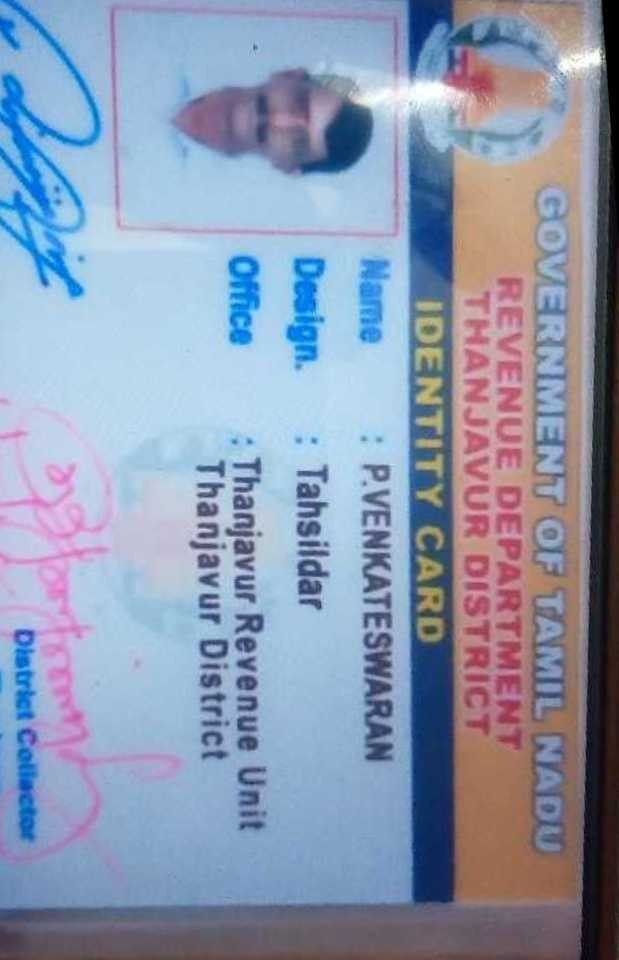 GOVERNMENT OF TAMIL NADU
REVENUE DEPARTMENT
THANJAVUR DISTRICT
IDENTITY CARD
Name : P.VENKATESWARAN
Design. : Tahsildar
Office : Thanjavur Revenue Unit
Thanjavur District
District Collector